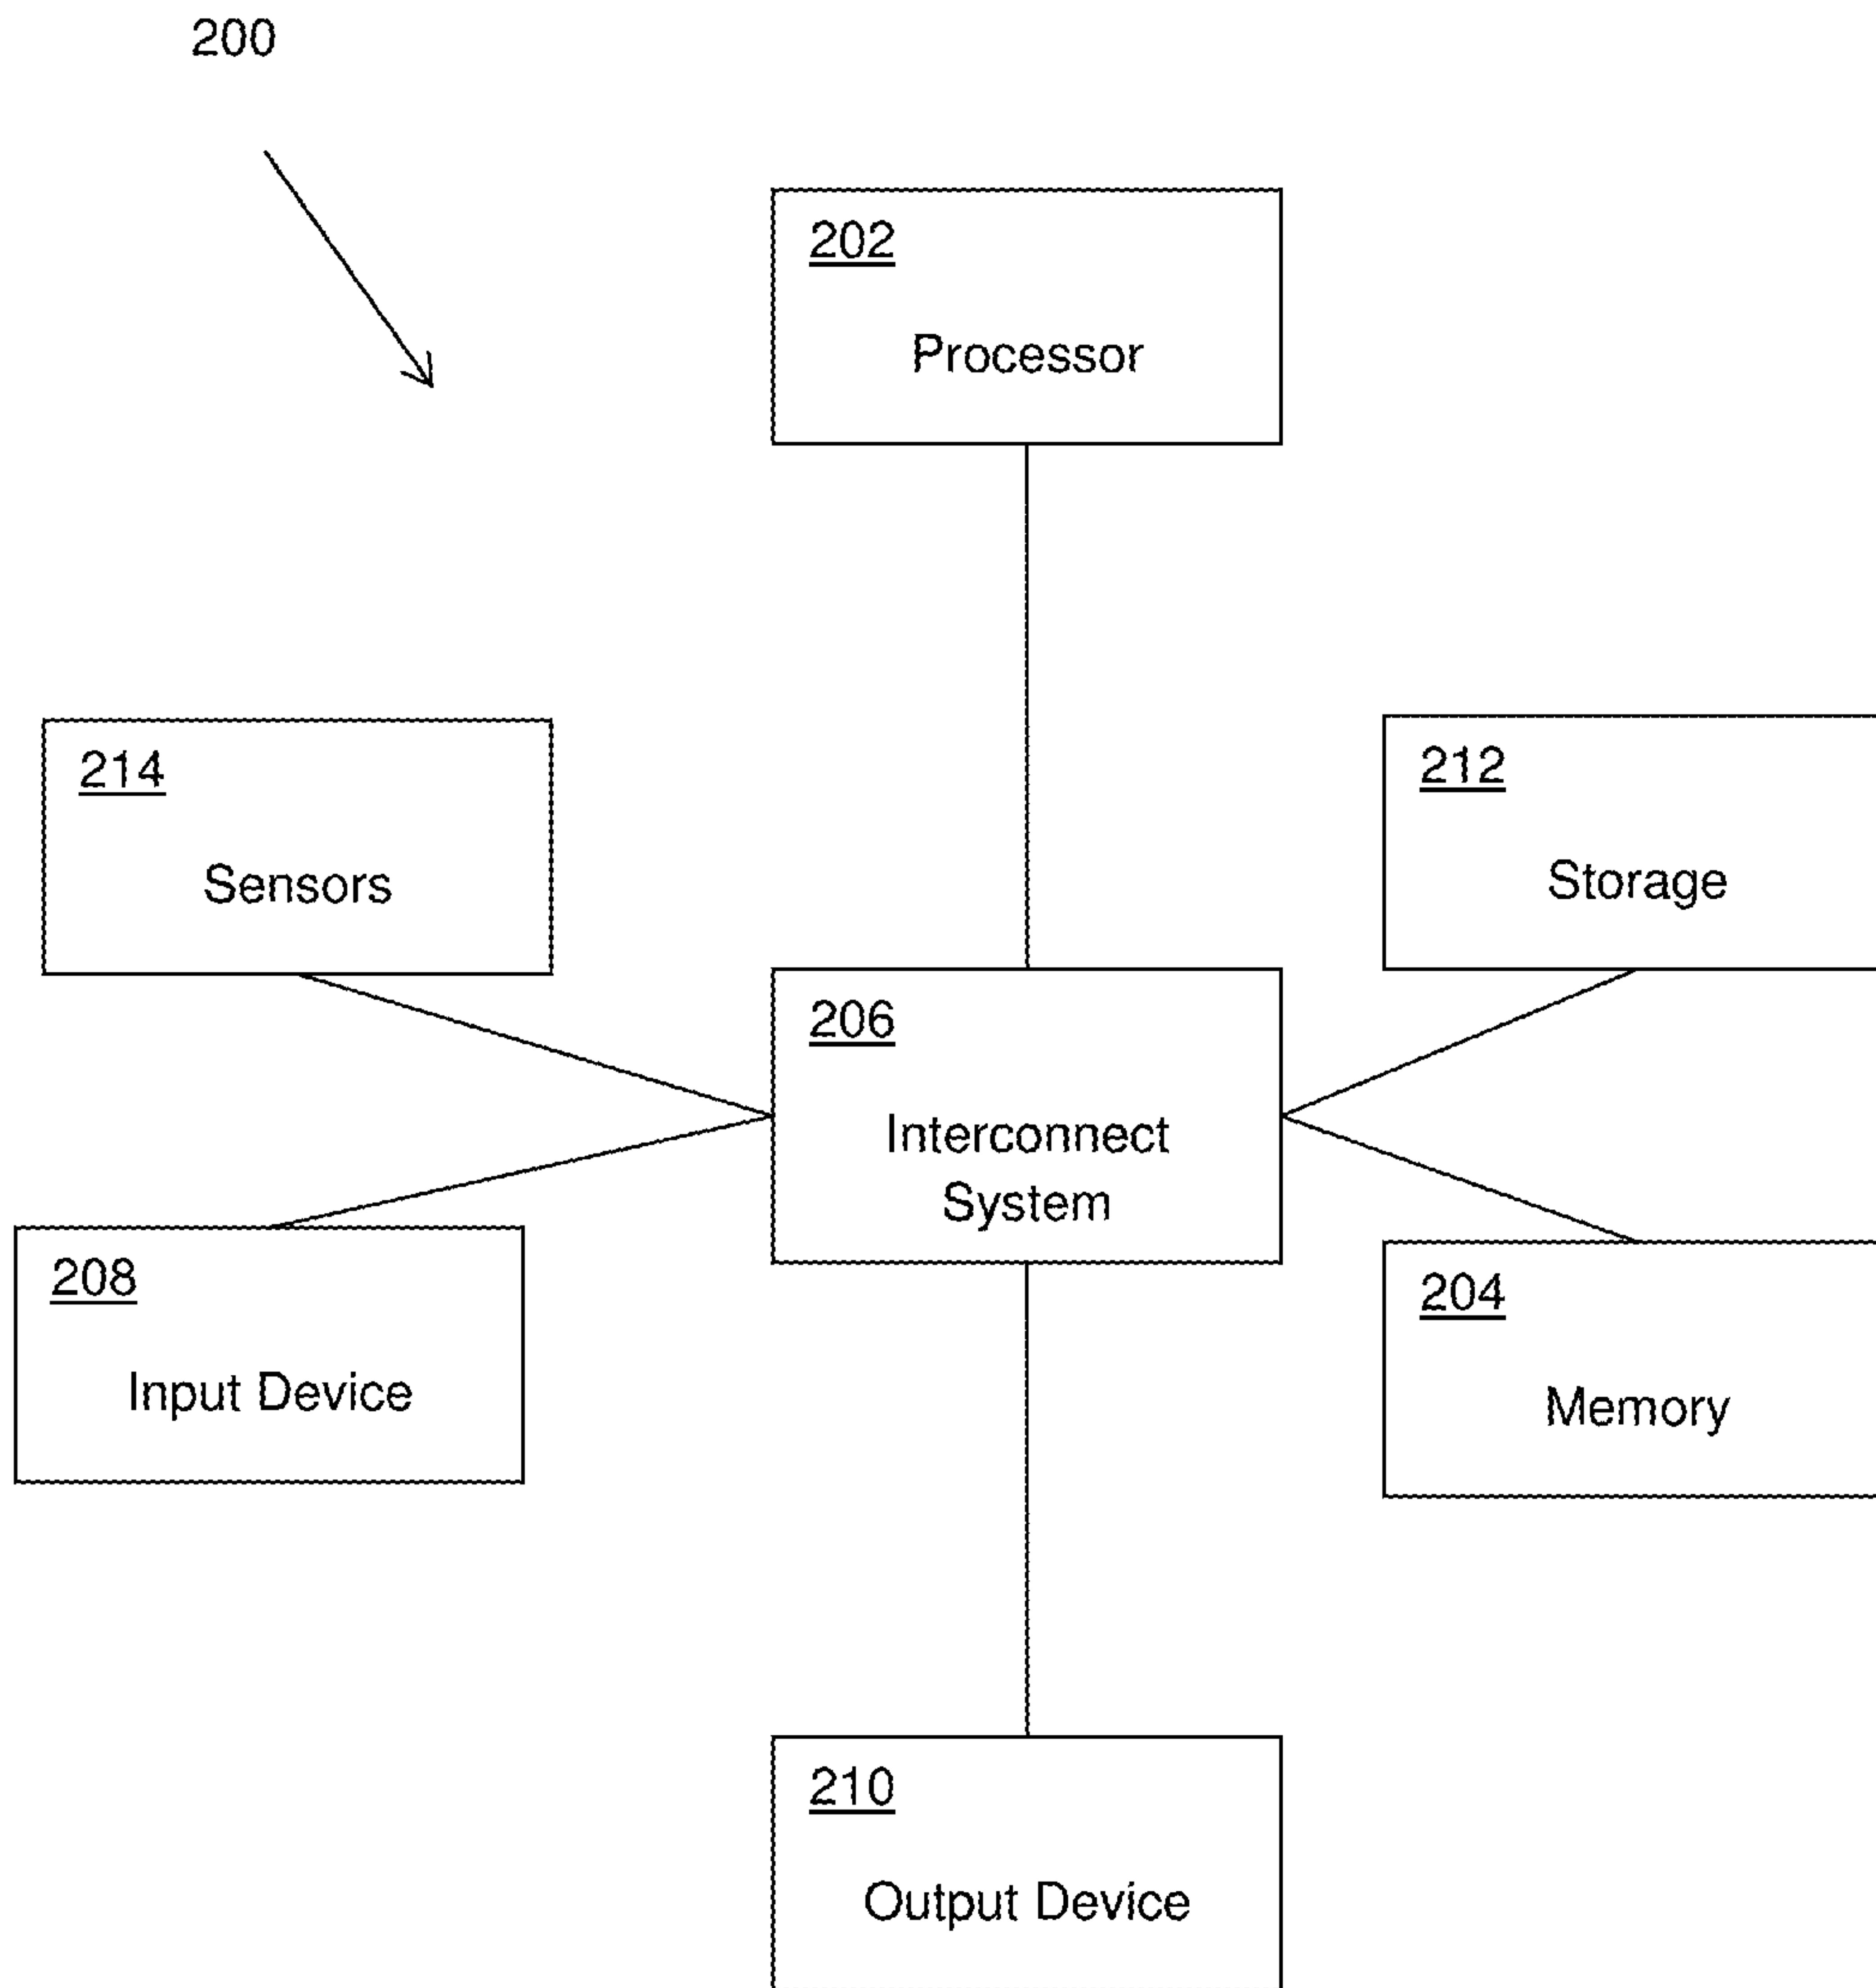 200
202
Processor
214
Sensors
212
Storage
206
Interconnect
System
208
Input Device
204
Memory
210
Output Device